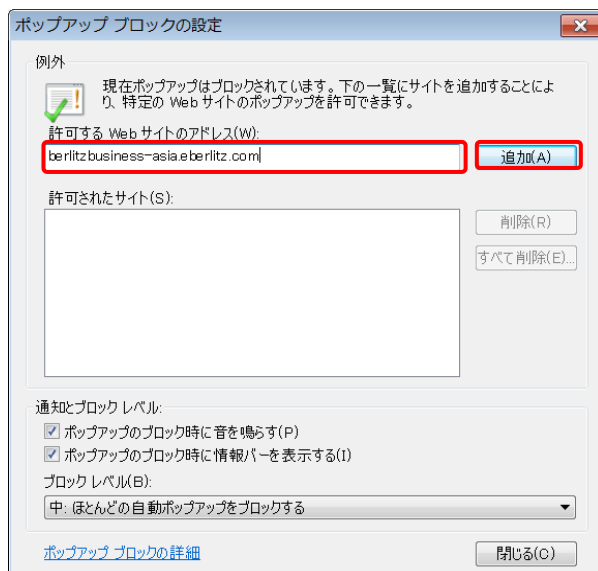 ポップアップ ブロックの設定
例外
現在ポップアップはブロックされています。下の一覧にサイトを追加することによ
り、特定の Web サイトのポップアップを許可できます。
許可する Web サイトのアドレス(W):
berlitzbusiness-asia.eberlitz.com
追加(A)
許可されたサイト(S):
削除(R)
すべて削除(E)...
通知とブロック レベル:
ポップアップのブロック時に音を鳴らす(P)
ポップアップのブロック時に情報バーを表示する(I)
ブロック レベル(B):
中: ほとんどの自動ポップアップをブロックする
ポップアップ ブロックの詳細
閉じる(C)